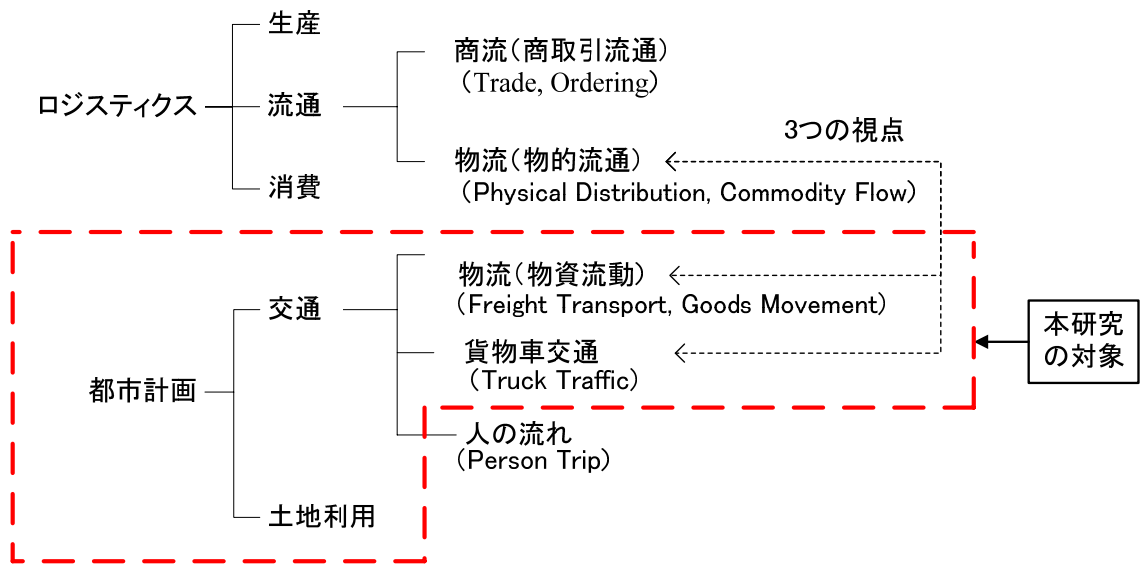 生産
商流(商取引流通)
(Trade, Ordering)
ロジスティクス
流通
3つの視点
物流(物的流通)
(Physical Distribution, Commodity Flow)
消費
物流(物資流動)
(Freight Transport, Goods Movement)
交通
本研究
の対象
貨物車交通
(Truck Traffic)
都市計画
人の流れ
(Person Trip)
土地利用